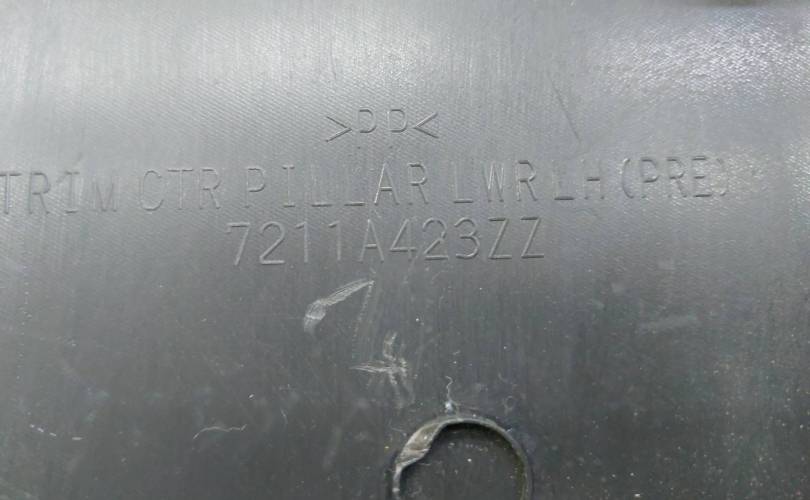 >PP<
TRIM CTR PILLAR LWR LH (PRE)
7211A423ZZ